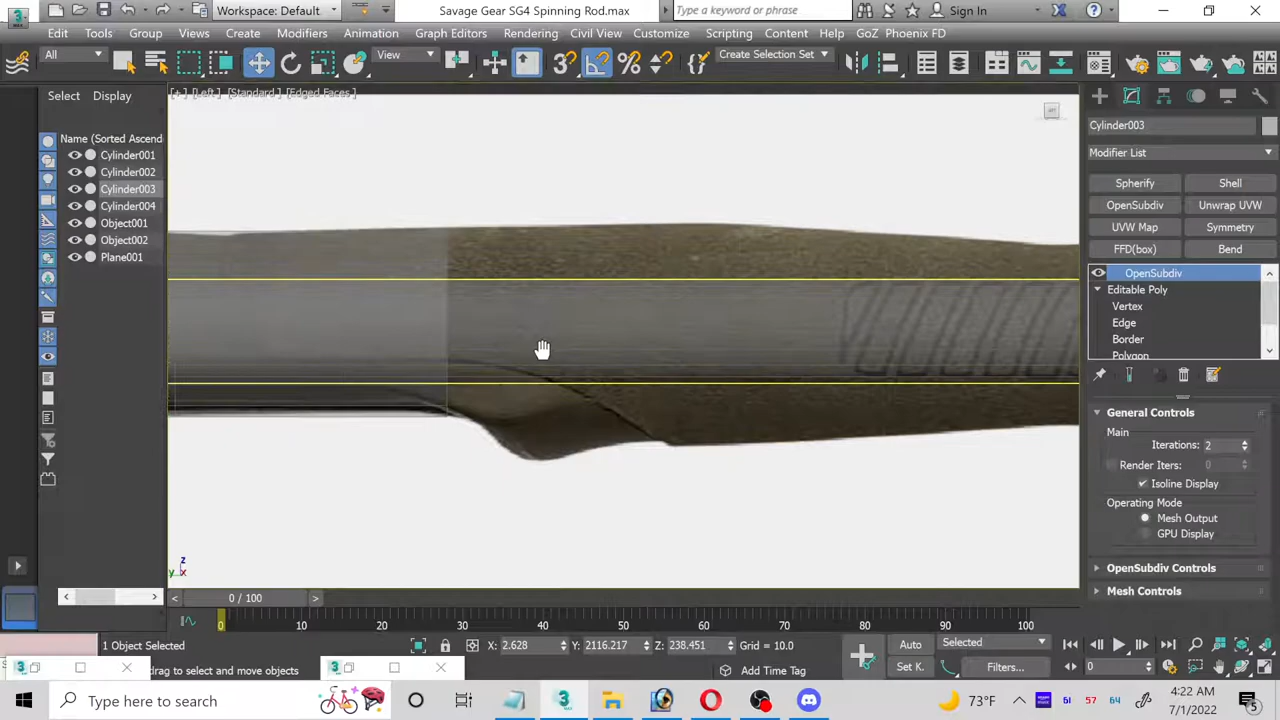 Workspace: Default
Savage Gear SG4 Spinning Rod.max
Type a keyword or phrase
Sign In
Edit Tools Group Views Create Modifiers Animation Graph Editors Rendering Civil View Customize Scripting Content Help GoZ Phoenix FD
All
View
Create Selection Set
Select Display
[+] [Left] [Standard] [Edged Faces]
Name (Sorted Ascend
Cylinder001
Cylinder002
Cylinder003
Cylinder004
Object001
Object002
Plane001
Cylinder003
Modifier List
Spherify Shell
OpenSubdiv Unwrap UVW
UVW Map Symmetry
FFD(box) Bend
OpenSubdiv
Editable Poly
Vertex
Edge
Border
Polygon
General Controls
Main
Iterations: 2
Render Iters: 0
Isoline Display
Operating Mode
Mesh Output
GPU Display
OpenSubdiv Controls
Mesh Controls
z
y x
0 / 100
0 10 20 30 40 50 60 70 80 90 100
1 Object Selected
X: 2.628 Y: 2116.217 Z: 238.451 Grid = 10.0
Auto Selected
drag to select and move objects
Add Time Tag
Set K. Filters...
0
Type here to search
73°F
61 57 64
4:22 AM
7/1/2022
5